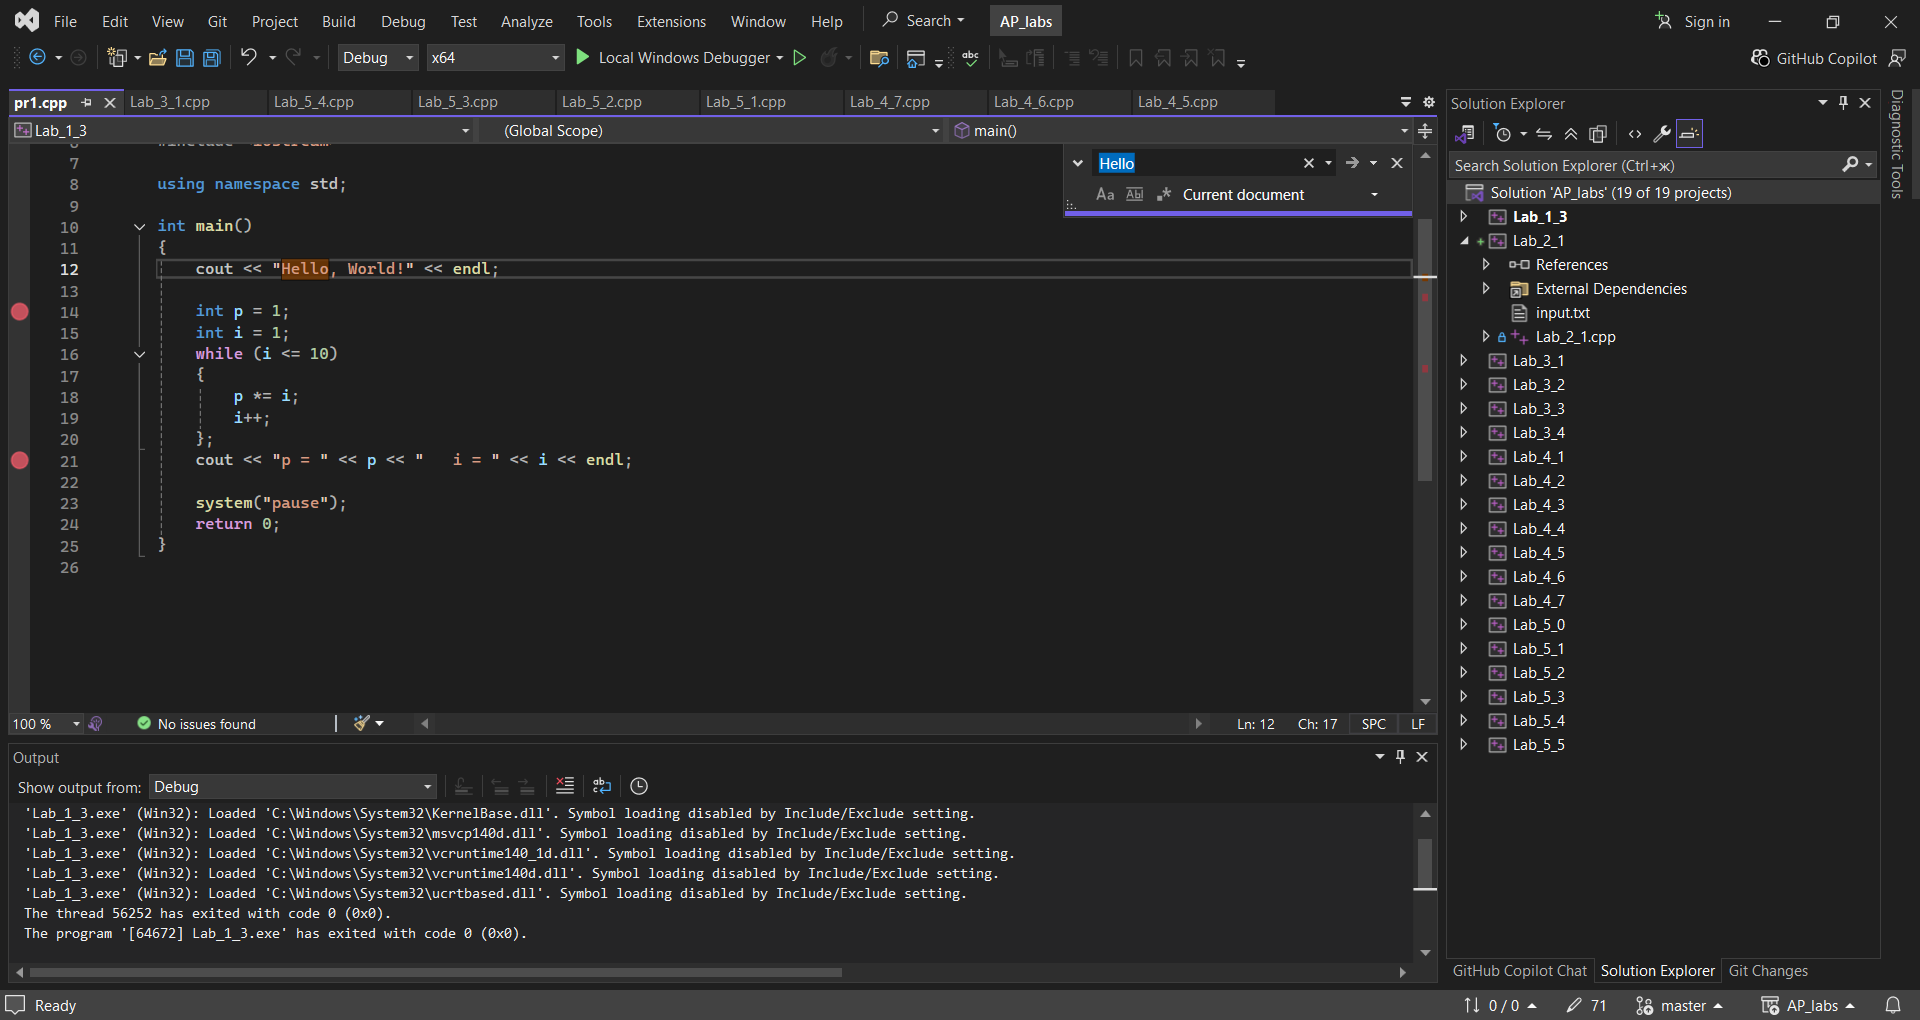 File Edit View Git Project Build Debug Test Analyze Tools Extensions Window Help Search AP_labs Sign in
Debug x64 Local Windows Debugger abc GitHub Copilot
pr1.cpp Lab_3_1.cpp Lab_5_4.cpp Lab_5_3.cpp Lab_5_2.cpp Lab_5_1.cpp Lab_4_7.cpp Lab_4_6.cpp Lab_4_5.cpp
Lab_1_3 (Global Scope) main()
Hello
Aa Abl Current document
7
8 using namespace std;
9
10 int main()
11 {
12 cout << "Hello, World!" << endl;
13
14 int p = 1;
15 int i = 1;
16 while (i <= 10)
17 {
18 p *= i;
19 i++;
20 };
21 cout << "p = " << p << "   i = " << i << endl;
22
23 system("pause");
24 return 0;
25 }
26
100 % No issues found Ln: 12 Ch: 17 SPC LF
Output
Show output from: Debug
'Lab_1_3.exe' (Win32): Loaded 'C:\Windows\System32\KernelBase.dll'. Symbol loading disabled by Include/Exclude setting.
'Lab_1_3.exe' (Win32): Loaded 'C:\Windows\System32\msvcp140d.dll'. Symbol loading disabled by Include/Exclude setting.
'Lab_1_3.exe' (Win32): Loaded 'C:\Windows\System32\vcruntime140_1d.dll'. Symbol loading disabled by Include/Exclude setting.
'Lab_1_3.exe' (Win32): Loaded 'C:\Windows\System32\vcruntime140d.dll'. Symbol loading disabled by Include/Exclude setting.
'Lab_1_3.exe' (Win32): Loaded 'C:\Windows\System32\ucrtbased.dll'. Symbol loading disabled by Include/Exclude setting.
The thread 56252 has exited with code 0 (0x0).
The program '[64672] Lab_1_3.exe' has exited with code 0 (0x0).
Solution Explorer
Search Solution Explorer (Ctrl+ж)
Solution 'AP_labs' (19 of 19 projects)
Lab_1_3
Lab_2_1
References
External Dependencies
input.txt
Lab_2_1.cpp
Lab_3_1
Lab_3_2
Lab_3_3
Lab_3_4
Lab_4_1
Lab_4_2
Lab_4_3
Lab_4_4
Lab_4_5
Lab_4_6
Lab_4_7
Lab_5_0
Lab_5_1
Lab_5_2
Lab_5_3
Lab_5_4
Lab_5_5
GitHub Copilot Chat Solution Explorer Git Changes
Diagnostic Tools
Ready 0 / 0 71 master AP_labs